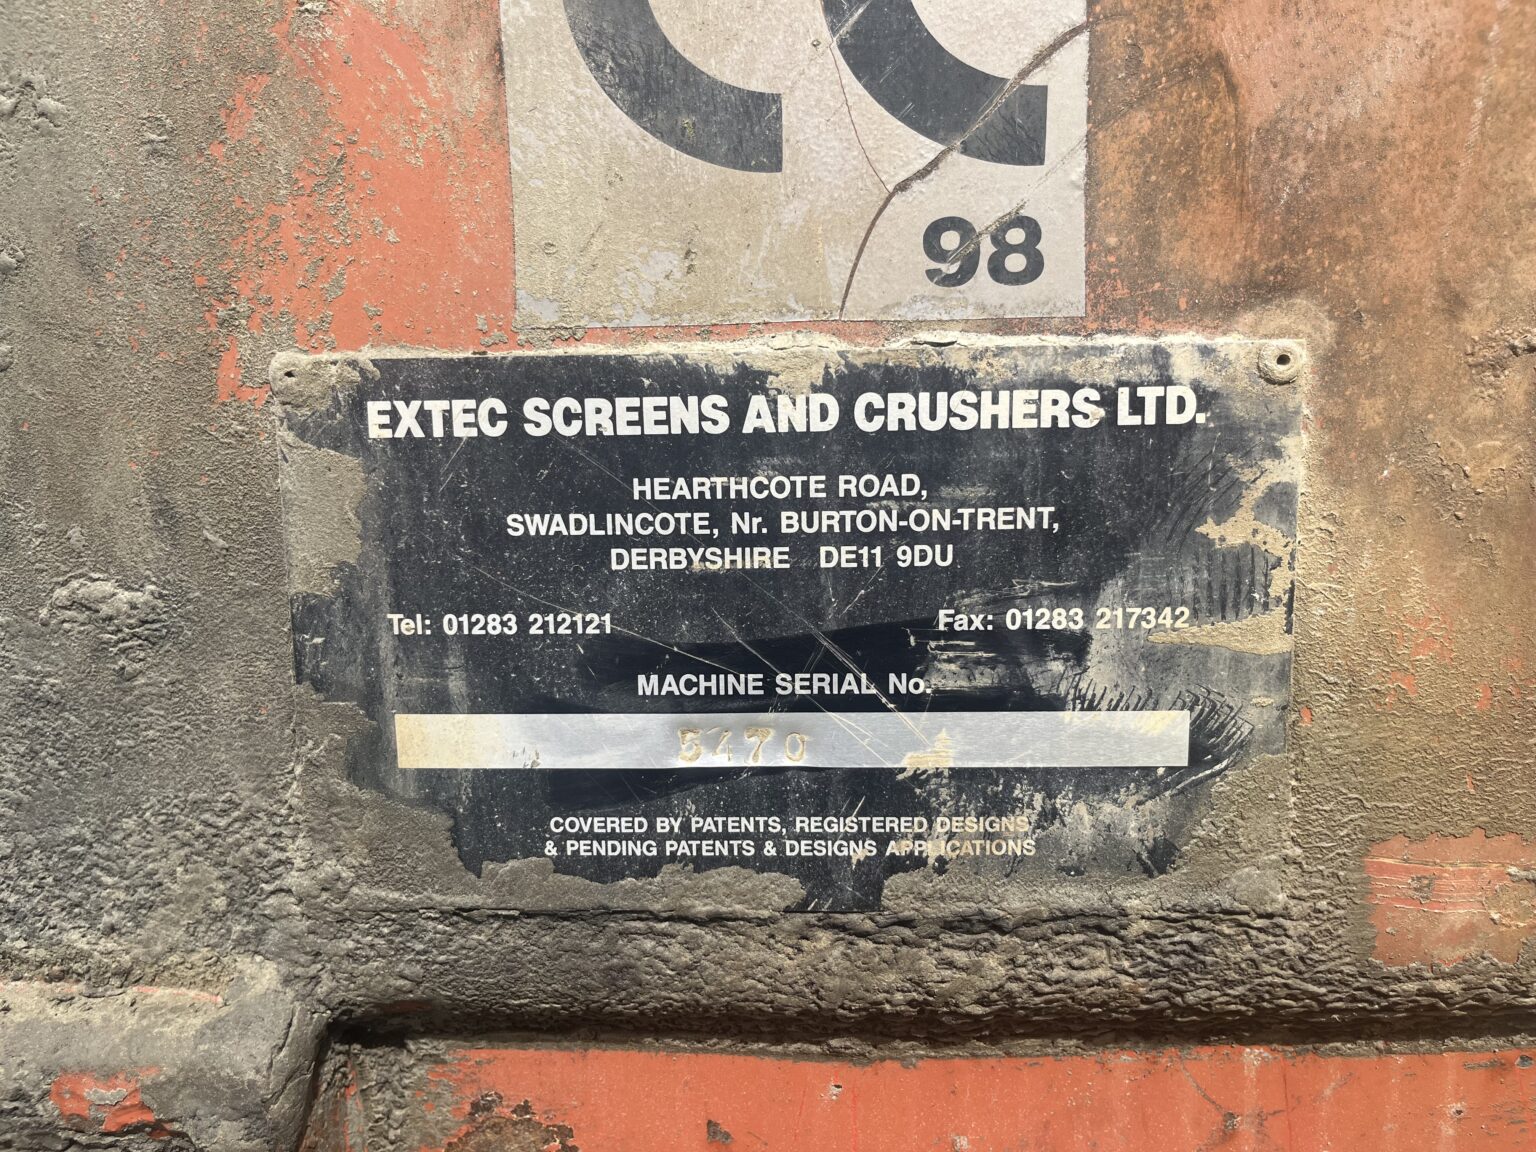 98
EXTEC SCREENS AND CRUSHERS LTD.
HEARTHCOTE ROAD,
SWADLINCOTE, Nr. BURTON-ON-TRENT,
DERBYSHIRE DE11 9DU
Tel: 01283 212121 Fax: 01283 217342
MACHINE SERIAL No.
COVERED BY PATENTS, REGISTERED DESIGNS
& PENDING PATENTS & DESIGNS APPLICATIONS